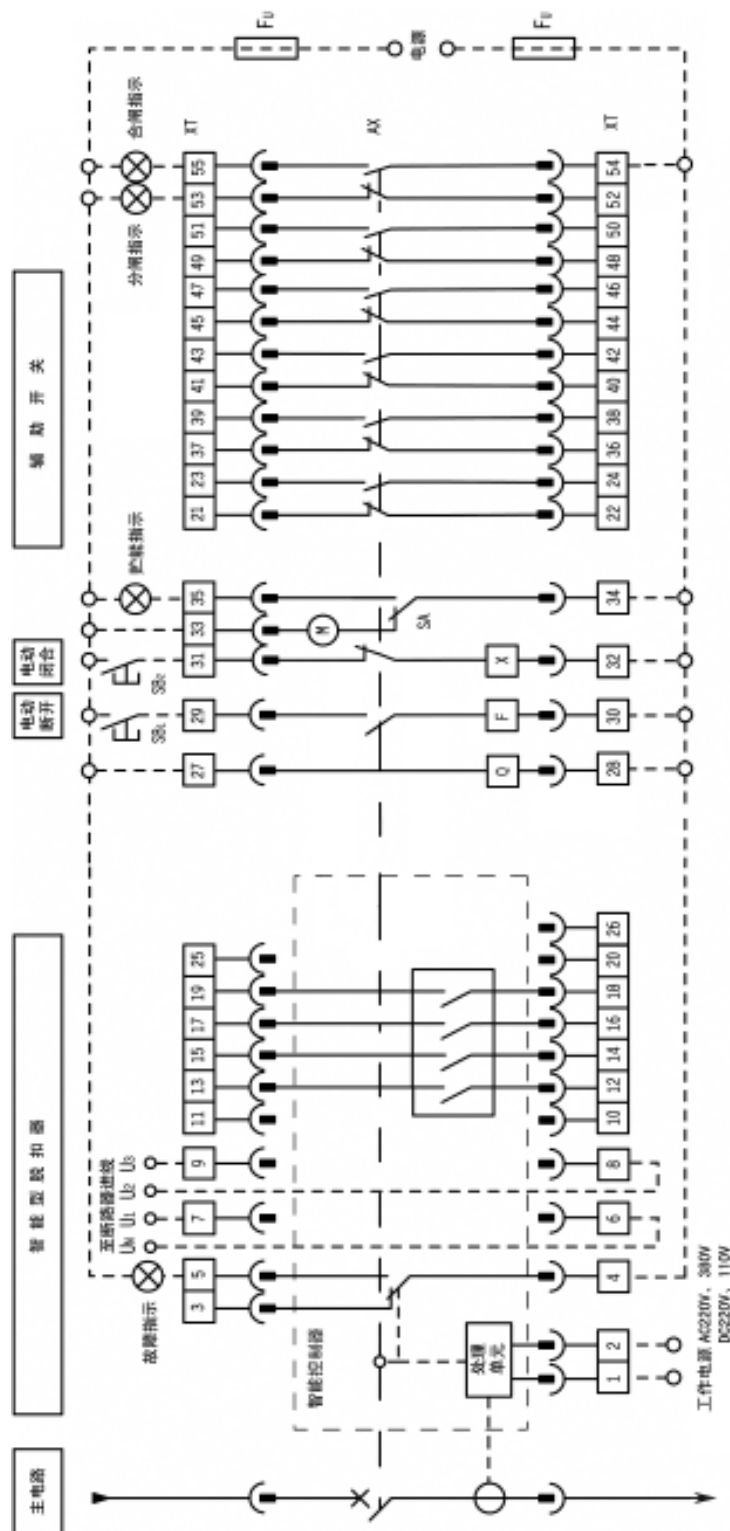 主电路
智能型脱扣器
电动
断开
电动
闭合
辅助开关
故障指示
至断路器进线
UN U1 U2 U3
SB1
SB2
贮能指示
分闸指示
合闸指示
3 5 7 9 11 13 15 17 19 25 27 29 31 33 35 21 23 37 39 41 43 45 47 49 51 53 55 XT
FU
智能控制器
M
SA
AX
电源
处理
单元
Q F X
1 2 4 6 8 10 12 14 16 18 20 26 28 30 32 34 22 24 36 38 40 42 44 46 48 50 52 54 XT
FU
工作电源 AC220V、380V
DC220V、110V